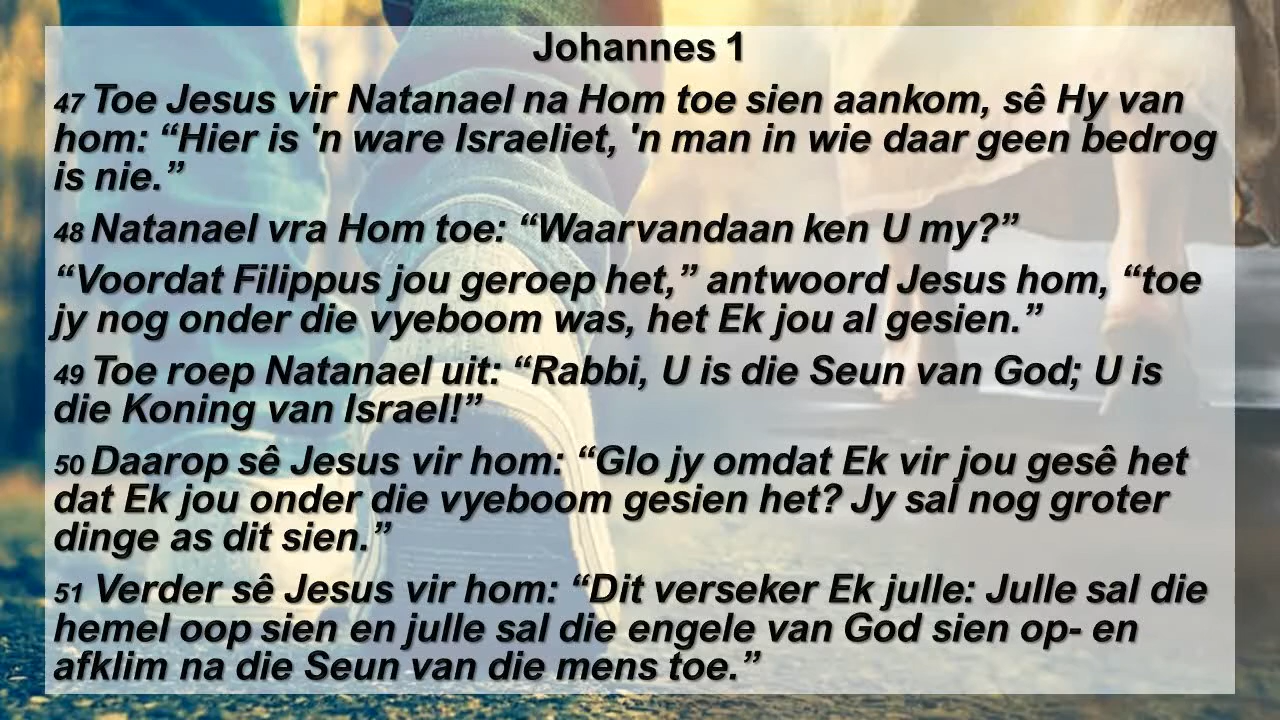 Johannes 1
47 Toe Jesus vir Natanael na Hom toe sien aankom, sê Hy van
hom: “Hier is 'n ware Israeliet, 'n man in wie daar geen bedrog
is nie.”
48 Natanael vra Hom toe: “Waarvandaan ken U my?”
“Voordat Filippus jou geroep het,” antwoord Jesus hom, “toe
jy nog onder die vyeboom was, het Ek jou al gesien.”
49 Toe roep Natanael uit: “Rabbi, U is die Seun van God; U is
die Koning van Israel!”
50 Daarop sê Jesus vir hom: “Glo jy omdat Ek vir jou gesê het
dat Ek jou onder die vyeboom gesien het? Jy sal nog groter
dinge as dit sien.”
51 Verder sê Jesus vir hom: “Dit verseker Ek julle: Julle sal die
hemel oop sien en julle sal die engele van God sien op- en
afklim na die Seun van die mens toe.”